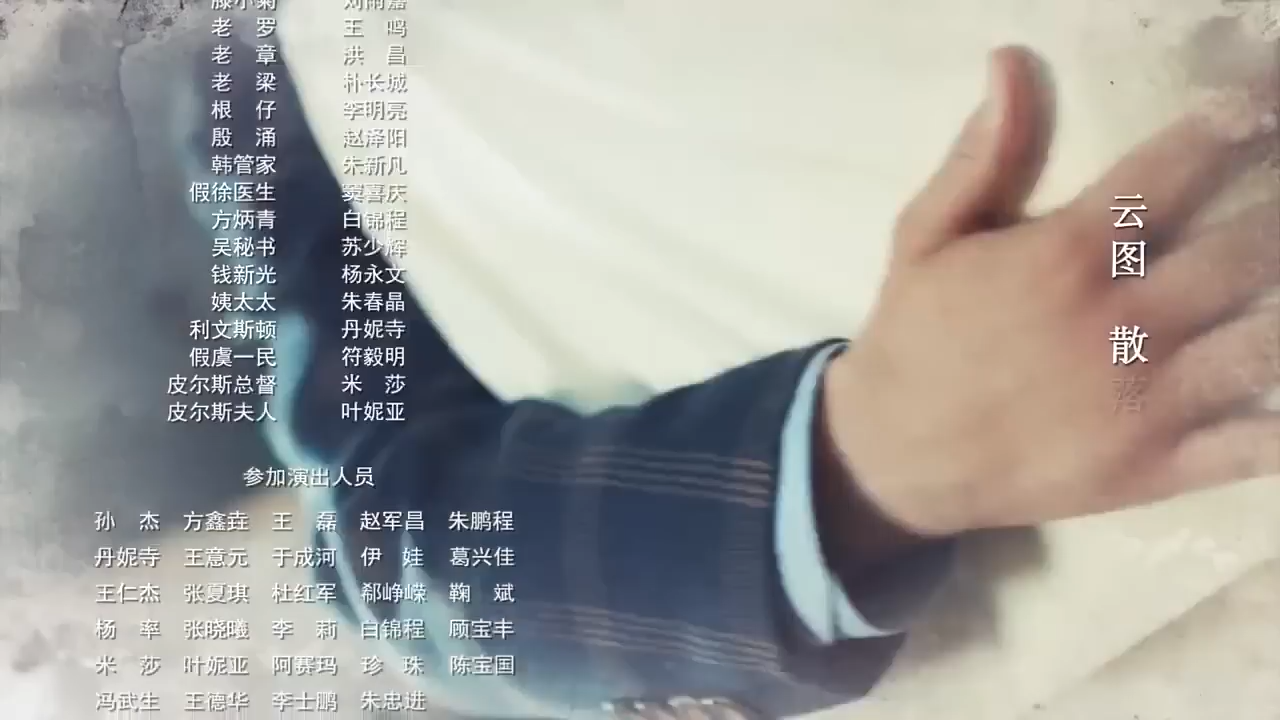 滕小菊 刘雨鑫
老 罗 王 鸣
老 章 洪 昌
老 梁 朴长城
根 仔 李明亮
殷 涌 赵泽阳
韩管家 朱新凡
假徐医生 窦喜庆
方炳青 白锦程
吴秘书 苏少辉
钱新光 杨永文
姨太太 朱春晶
利文斯顿 丹妮寺
假虞一民 符毅明
皮尔斯总督 米 莎
皮尔斯夫人 叶妮亚
参加演出人员
孙 杰 方鑫垚 王 磊 赵军昌 朱鹏程
丹妮寺 王意元 于成河 伊 娃 葛兴佳
王仁杰 张夏琪 杜红军 郗峥嵘 鞠 斌
杨 率 张晓曦 李 莉 白锦程 顾宝丰
米 莎 叶妮亚 阿赛玛 珍 珠 陈宝国
冯武生 王德华 李士鹏 朱忠进
云图 散落